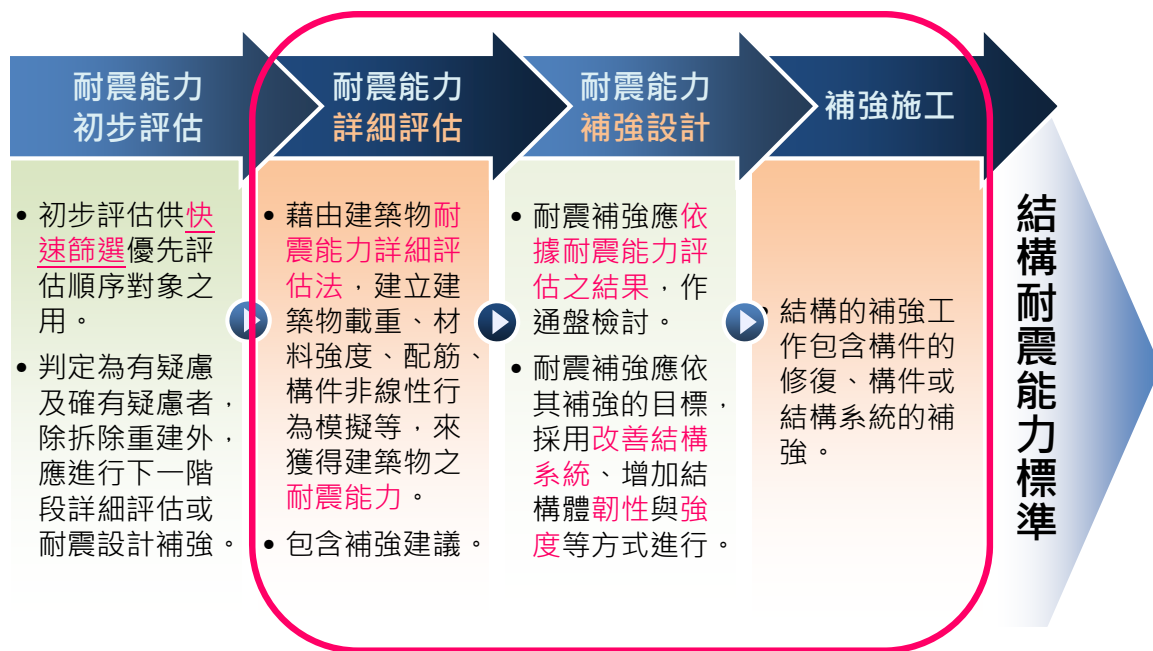 耐震能力
初步評估
• 初步評估供快
速篩選優先評
估順序對象之
用。
• 判定為有疑慮
及確有疑慮者，
除拆除重建外，
應進行下一階
段詳細評估或
耐震設計補強。
耐震能力
詳細評估
• 藉由建築物耐
震能力詳細評
估法，建立建
築物載重、材
料強度、配筋、
構件非線性行
為模擬等，來
獲得建築物之
耐震能力。
• 包含補強建議。
耐震能力
補強設計
• 耐震補強應依
據耐震能力評
估之結果，作
通盤檢討。
• 耐震補強應依
其補強的目標，
採用改善結構
系統、增加結
構體韌性與強
度等方式進行。
補強施工
• 結構的補強工
作包含構件的
修復、構件或
結構系統的補
強。
結構耐震能力標準